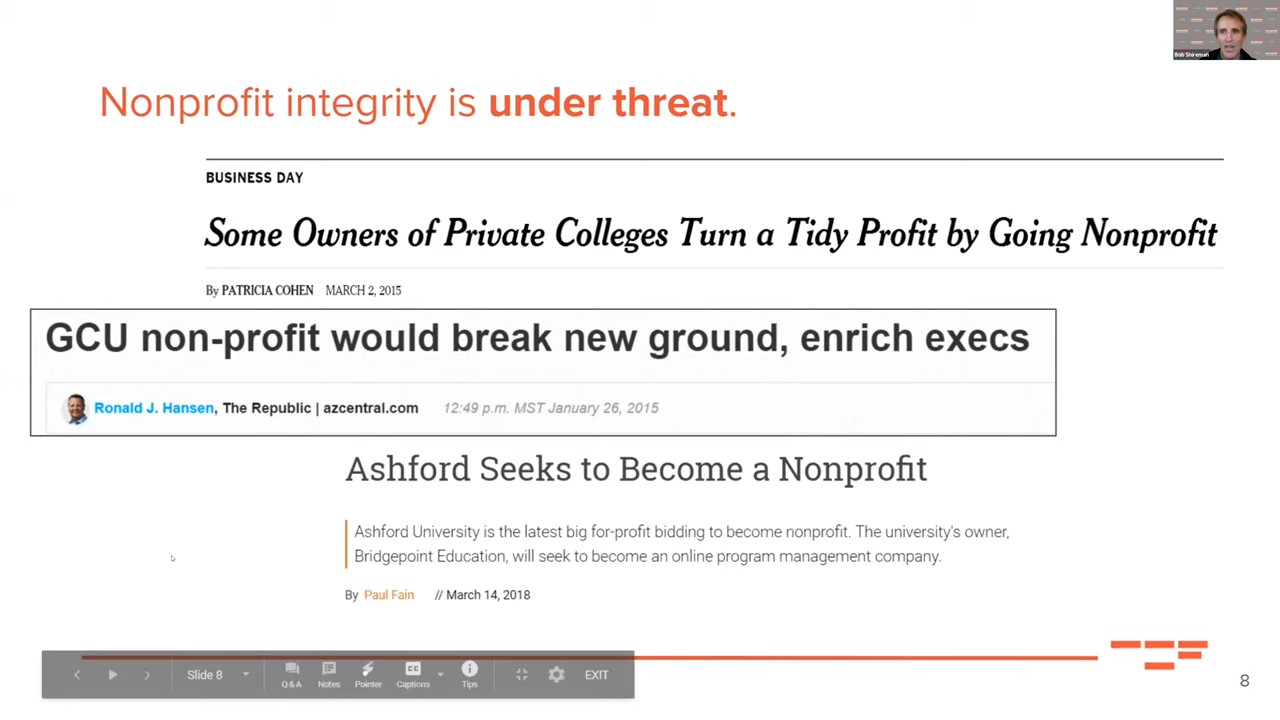 Bob Shireman
Nonprofit integrity is under threat.
BUSINESS DAY
Some Owners of Private Colleges Turn a Tidy Profit by Going Nonprofit
By PATRICIA COHEN MARCH 2, 2015
GCU non-profit would break new ground, enrich execs
Ronald J. Hansen, The Republic | azcentral.com 12:49 p.m. MST January 26, 2015
Ashford Seeks to Become a Nonprofit
Ashford University is the latest big for-profit bidding to become nonprofit. The university's owner,
Bridgepoint Education, will seek to become an online program management company.
By Paul Fain // March 14, 2018
Slide 8
Q&A
Notes
Pointer
CC
Captions
Tips
EXIT
8